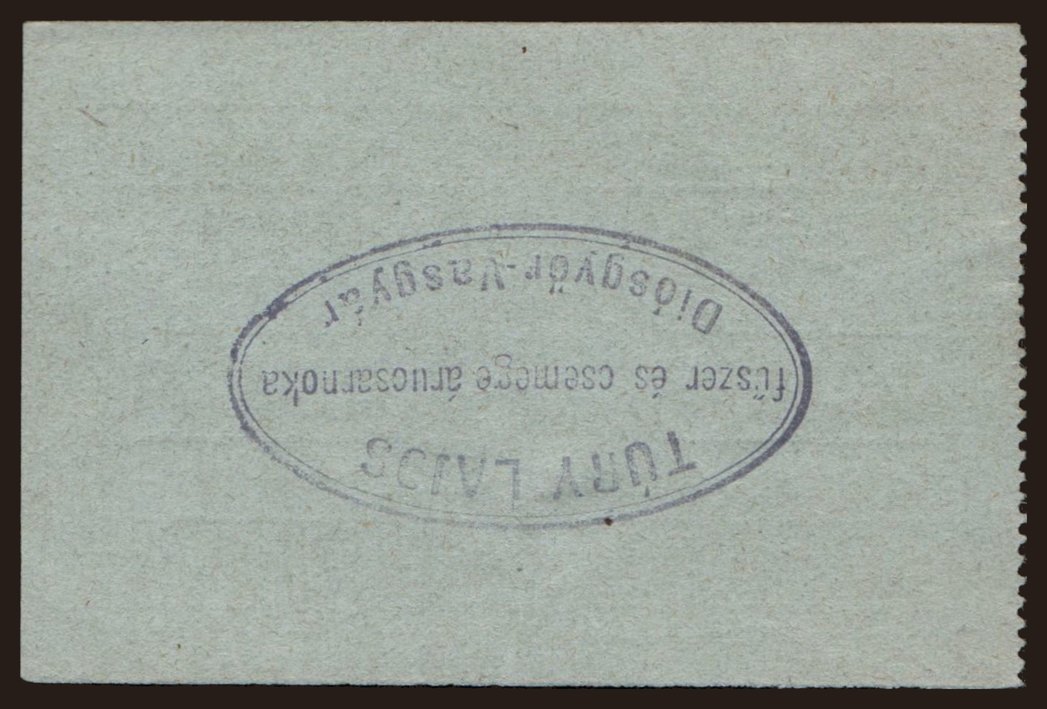 TÚRY LAJOS
fűszer és csemege árucsarnoka
Diósgyőr-Vasgyár